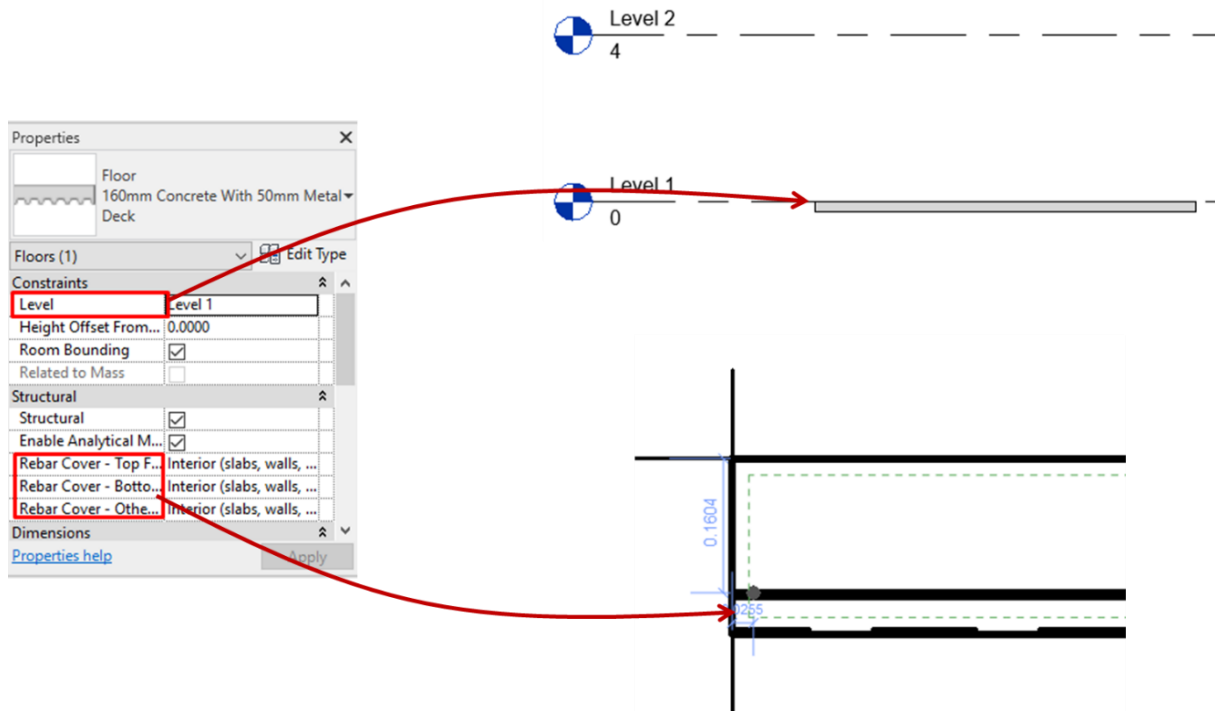 Level 2
4
Level 1
0
Properties
Floor
160mm Concrete With 50mm Metal
Deck
Floors (1)
Edit Type
Constraints
Level Level 1
Height Offset From... 0.0000
Room Bounding
Related to Mass
Structural
Structural
Enable Analytical M...
Rebar Cover - Top F... Interior (slabs, walls, ...
Rebar Cover - Botto... Interior (slabs, walls, ...
Rebar Cover - Othe... Interior (slabs, walls, ...
Dimensions
Properties help
Apply
0.1604